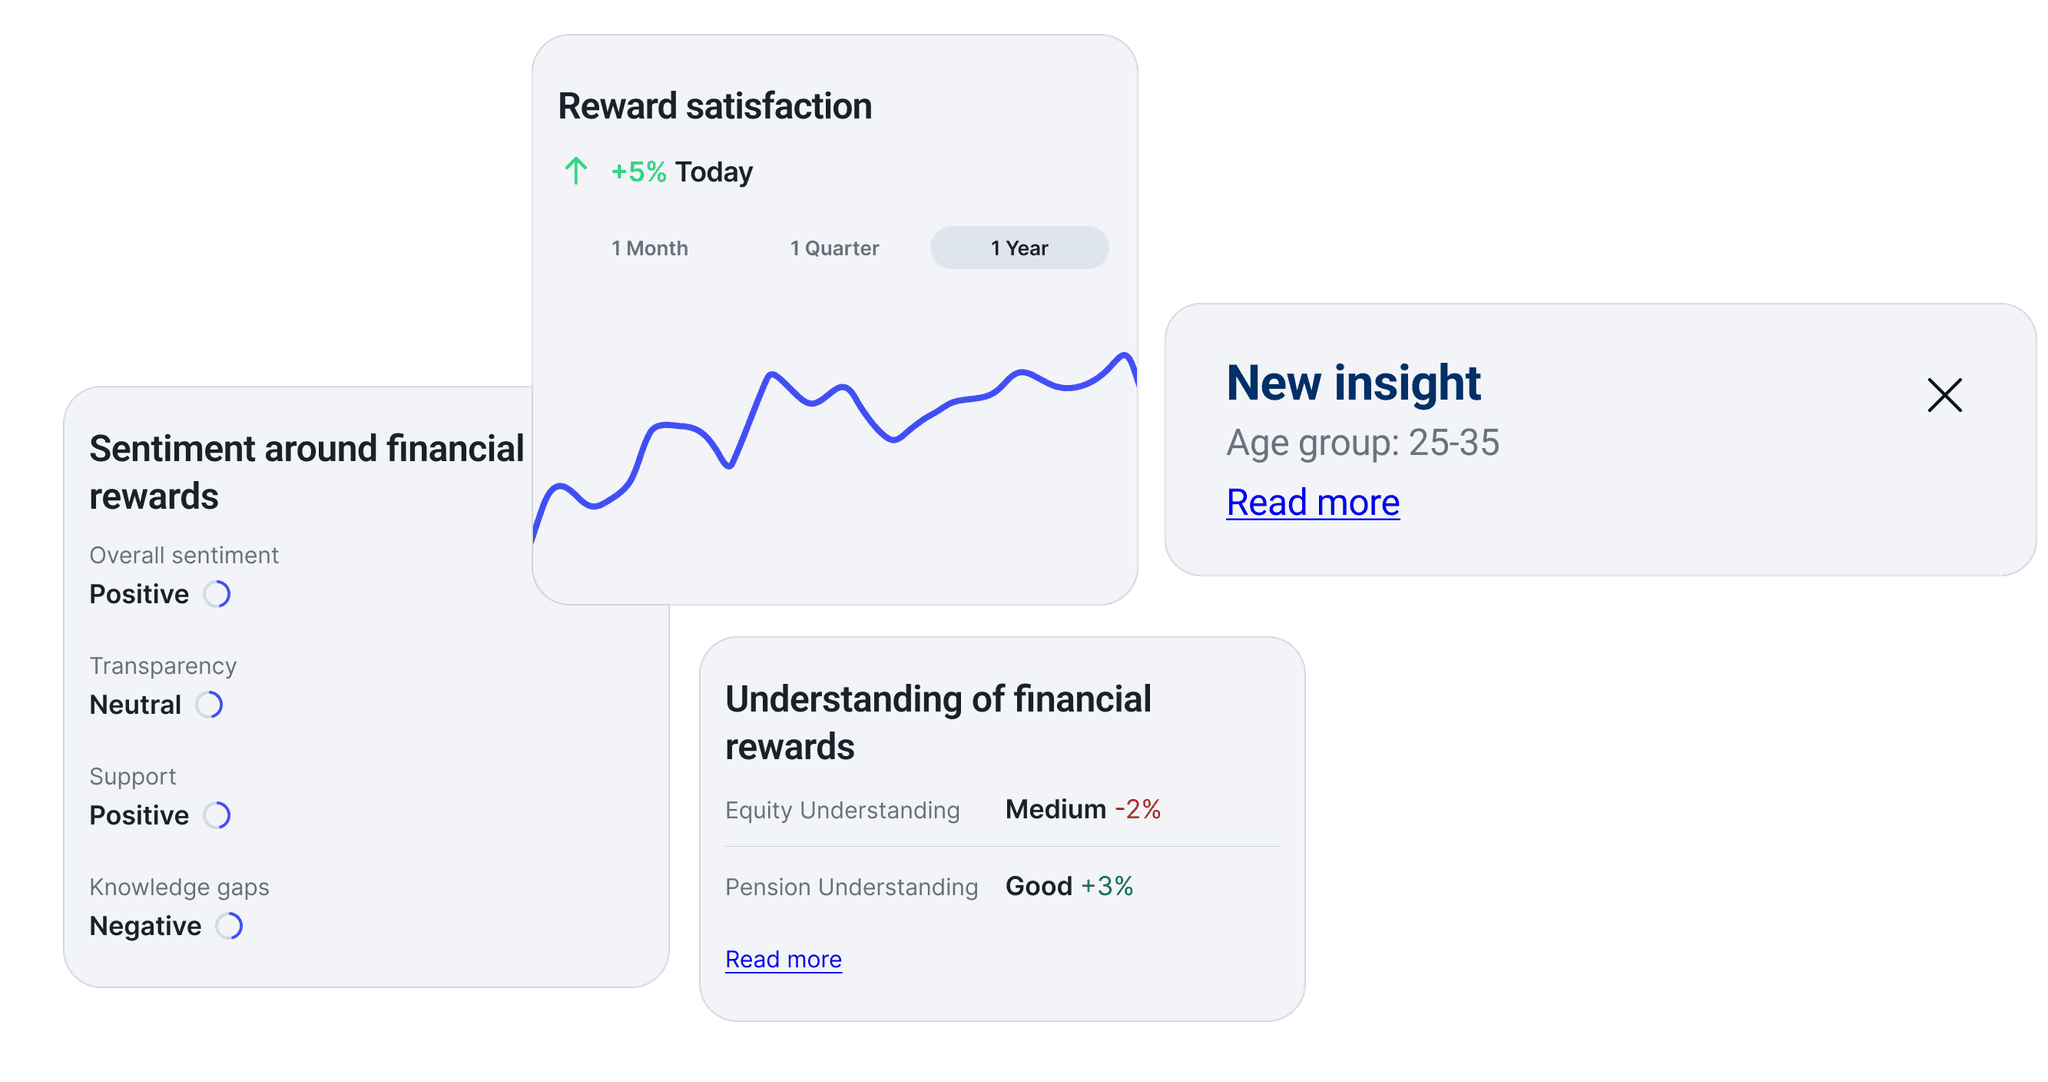 Reward satisfaction
+5% Today
1 Month 1 Quarter 1 Year
New insight
Age group: 25-35
Read more
Sentiment around financial
rewards
Overall sentiment
Positive
Transparency
Neutral
Support
Positive
Knowledge gaps
Negative
Understanding of financial
rewards
Equity Understanding Medium -2%
Pension Understanding Good +3%
Read more